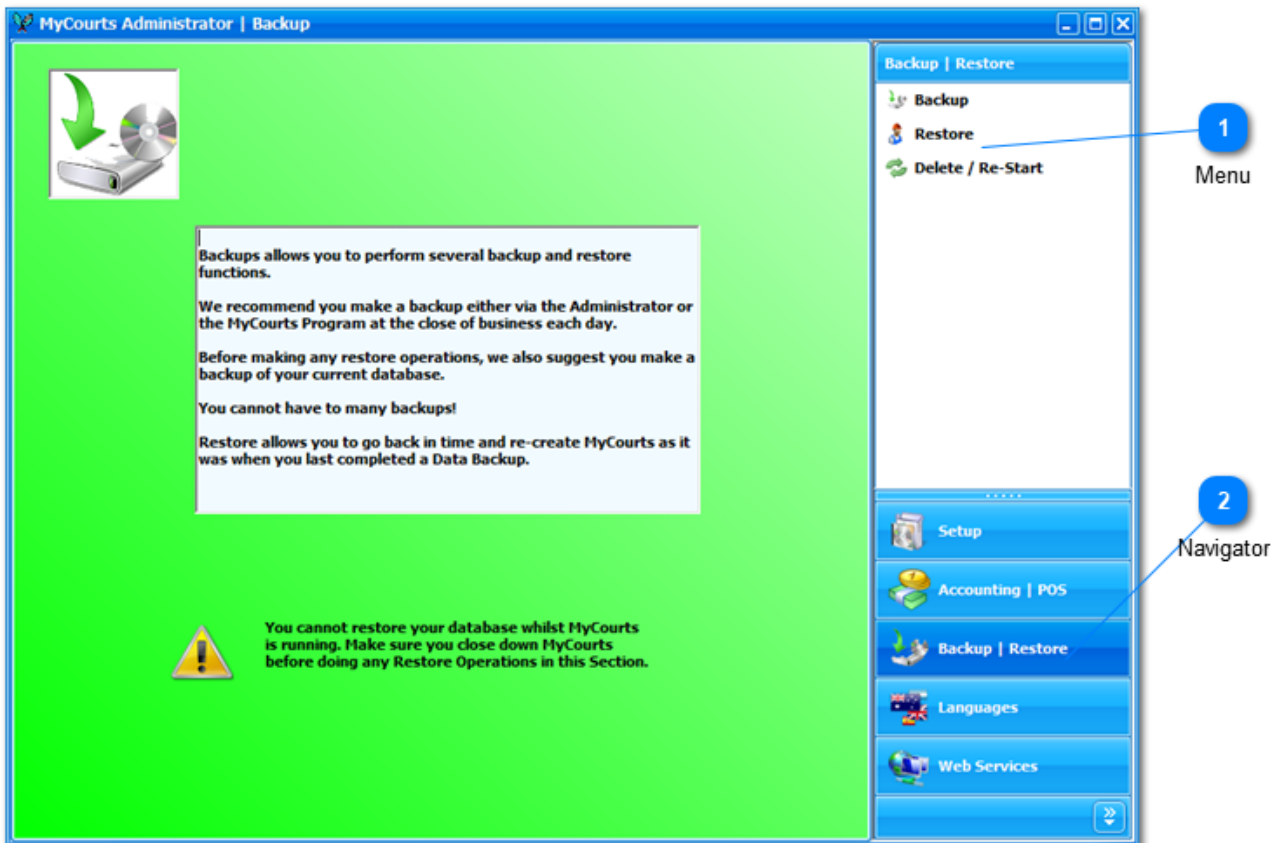 MyCourts Administrator | Backup
Backup | Restore
Backup
Restore
Delete / Re-Start
1
Menu
Backups allows you to perform several backup and restore
functions.
We recommend you make a backup either via the Administrator or
the MyCourts Program at the close of business each day.
Before making any restore operations, we also suggest you make a
backup of your current database.
You cannot have to many backups!
Restore allows you to go back in time and re-create MyCourts as it
was when you last completed a Data Backup.
You cannot restore your database whilst MyCourts
is running. Make sure you close down MyCourts
before doing any Restore Operations in this Section.
Setup
Accounting | POS
Backup | Restore
Languages
Web Services
2
Navigator